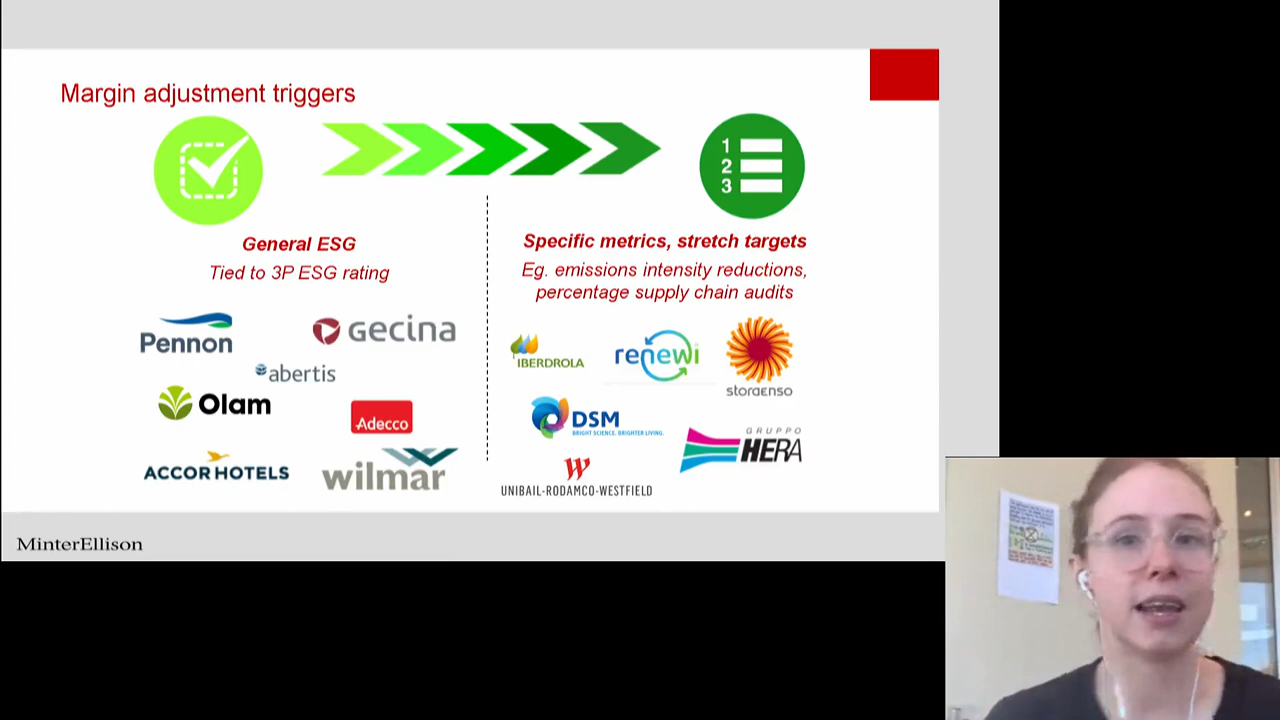 Margin adjustment triggers
1
2
3
General ESG
Tied to 3P ESG rating
Specific metrics, stretch targets
Eg. emissions intensity reductions,
percentage supply chain audits
Pennon
GECINA
abertis
Olam
Adecco
ACCORHOTELS
wilmar
IBERDROLA
renewi
storaenso
DSM
BRIGHT SCIENCE. BRIGHTER LIVING.
GRUPPO
HERA
UNIBAIL-RODAMCO-WESTFIELD
MinterEllison